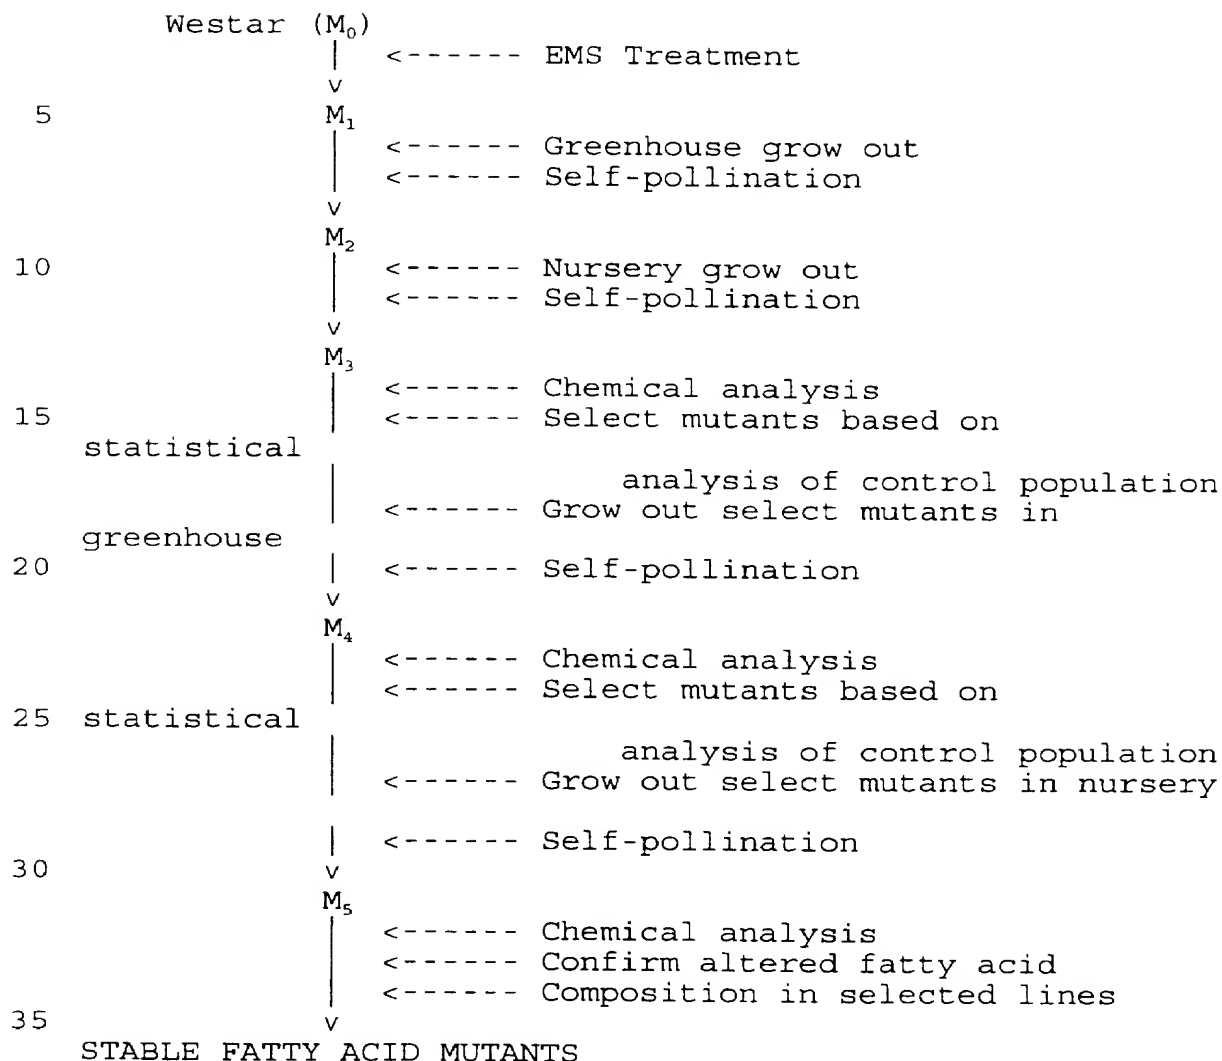 Westar (M₀)
| <------ EMS Treatment
v
5 M₁
| <------ Greenhouse grow out
| <------ Self-pollination
v
M₂
10 | <------ Nursery grow out
| <------ Self-pollination
v
M₃
| <------ Chemical analysis
15 | <------ Select mutants based on
statistical
| analysis of control population
| <------ Grow out select mutants in
greenhouse
20 | <------ Self-pollination
v
M₄
| <------ Chemical analysis
| <------ Select mutants based on
25 statistical
| analysis of control population
| <------ Grow out select mutants in nursery
| <------ Self-pollination
30 v
M₅
| <------ Chemical analysis
| <------ Confirm altered fatty acid
| <------ Composition in selected lines
35 v
STABLE FATTY ACID MUTANTS